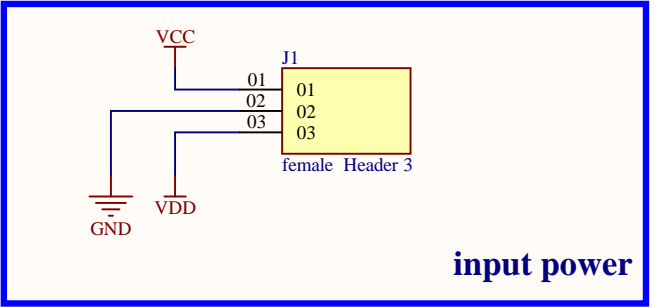 VCC
J1
01 01
02 02
03 03
female Header 3
VDD
GND
input power